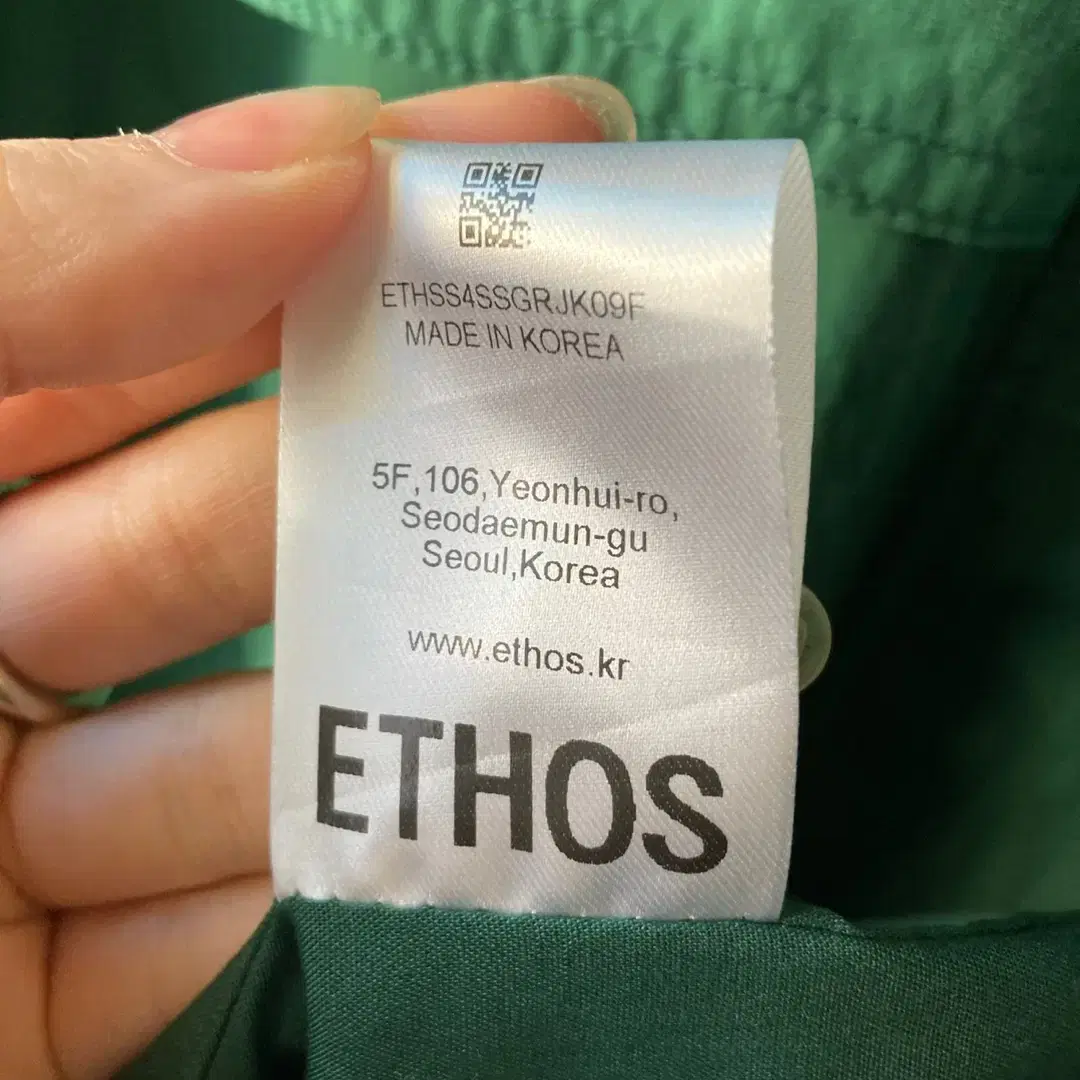 ETHSS4SSGRJK09F
MADE IN KOREA
5F,106,Yeonhui-ro,
Seodaemun-gu
Seoul,Korea
www.ethos.kr
ETHOS